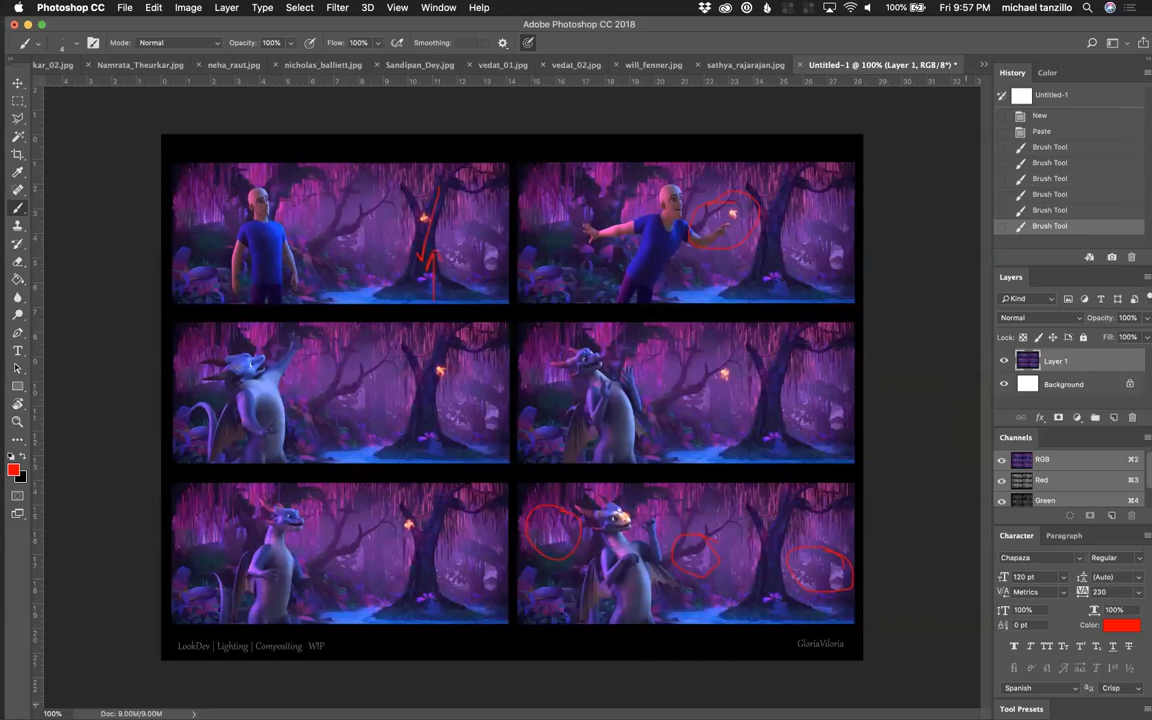 Photoshop CC File Edit Image Layer Type Select Filter 3D View Window Help 100% Fri 9:57 PM michael tanzillo
Adobe Photoshop CC 2018
4 Mode: Normal Opacity: 100% Flow: 100% Smoothing:
kar_02.jpg Namrata_Theurkar.jpg neha_raut.jpg nicholas_balliett.jpg Sandipan_Dey.jpg vedat_01.jpg vedat_02.jpg will_fenner.jpg sathya_rajarajan.jpg Untitled-1 @ 100% (Layer 1, RGB/8*) *
History Color
Untitled-1
New
Paste
Brush Tool
Brush Tool
Brush Tool
Brush Tool
Brush Tool
Brush Tool
Layers
Kind
Normal Opacity: 100%
Lock: Fill: 100%
Layer 1
Background
fx
Channels
RGB ⌘2
Red ⌘3
Green ⌘4
Character Paragraph
Chapaza Regular
120 pt (Auto)
Metrics 230
100% 100%
0 pt Color:
Spanish Crisp
Tool Presets
LookDev | Lighting | Compositing WIP
GloriaViloria
100% Doc: 9.00M/9.00M